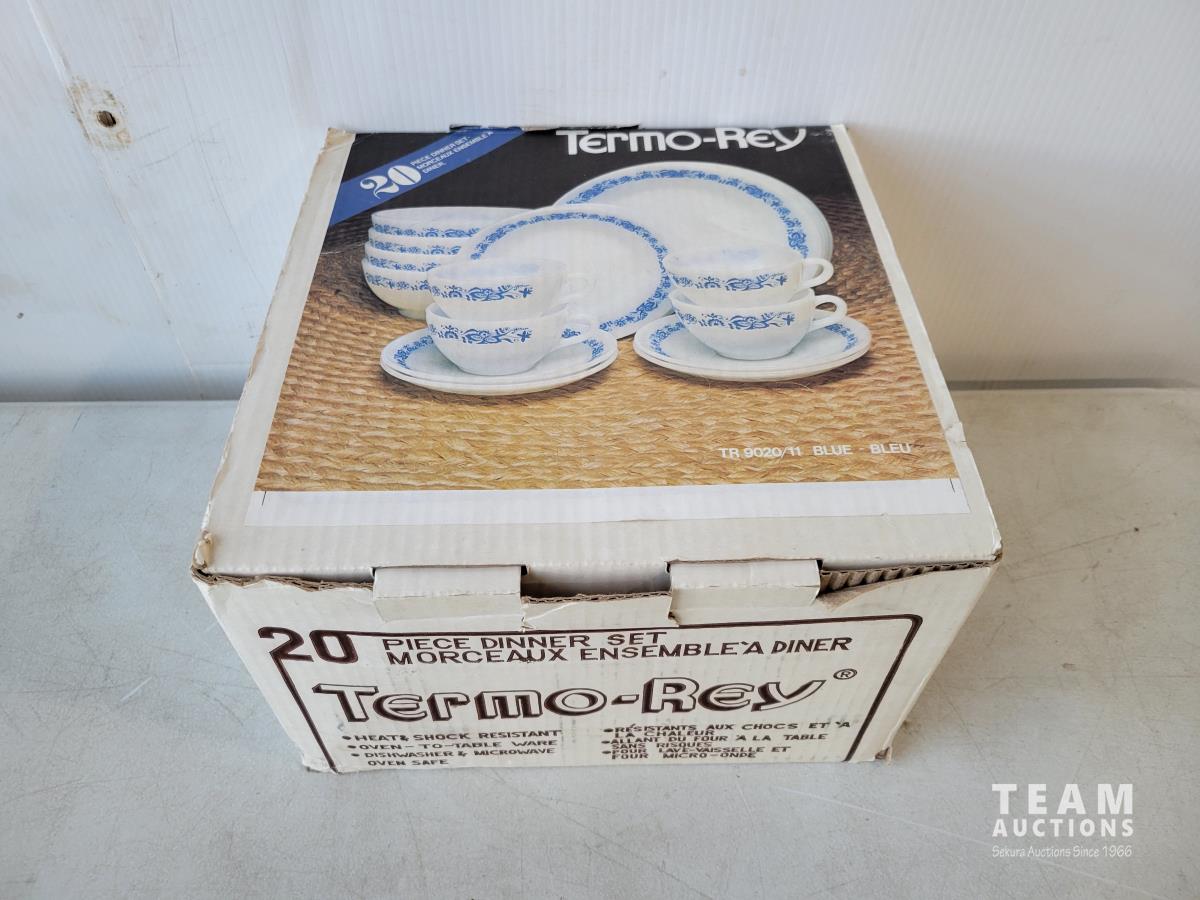 Termo-Rey
20 PIECE DINNER SET
MORCEAUX ENSEMBLE A
DINER
TR 9020/11 BLUE - BLEU
20 PIECE DINNER SET
MORCEAUX ENSEMBLE`A DINER
Termo-Rey ®
•HEAT & SHOCK RESISTANT
•OVEN-TO-TABLE WARE
•DISHWASHER & MICROWAVE
OVEN SAFE
•RÉSISTANTS AUX CHOCS ET `A
LA CHALEUR
•ALLANT DU FOUR `A LA TABLE
SANS RISQUES
•FOUR LAVE-VAISSELLE ET
FOUR MICRO-ONDE
TEAM
AUCTIONS
Sekura Auctions Since 1966